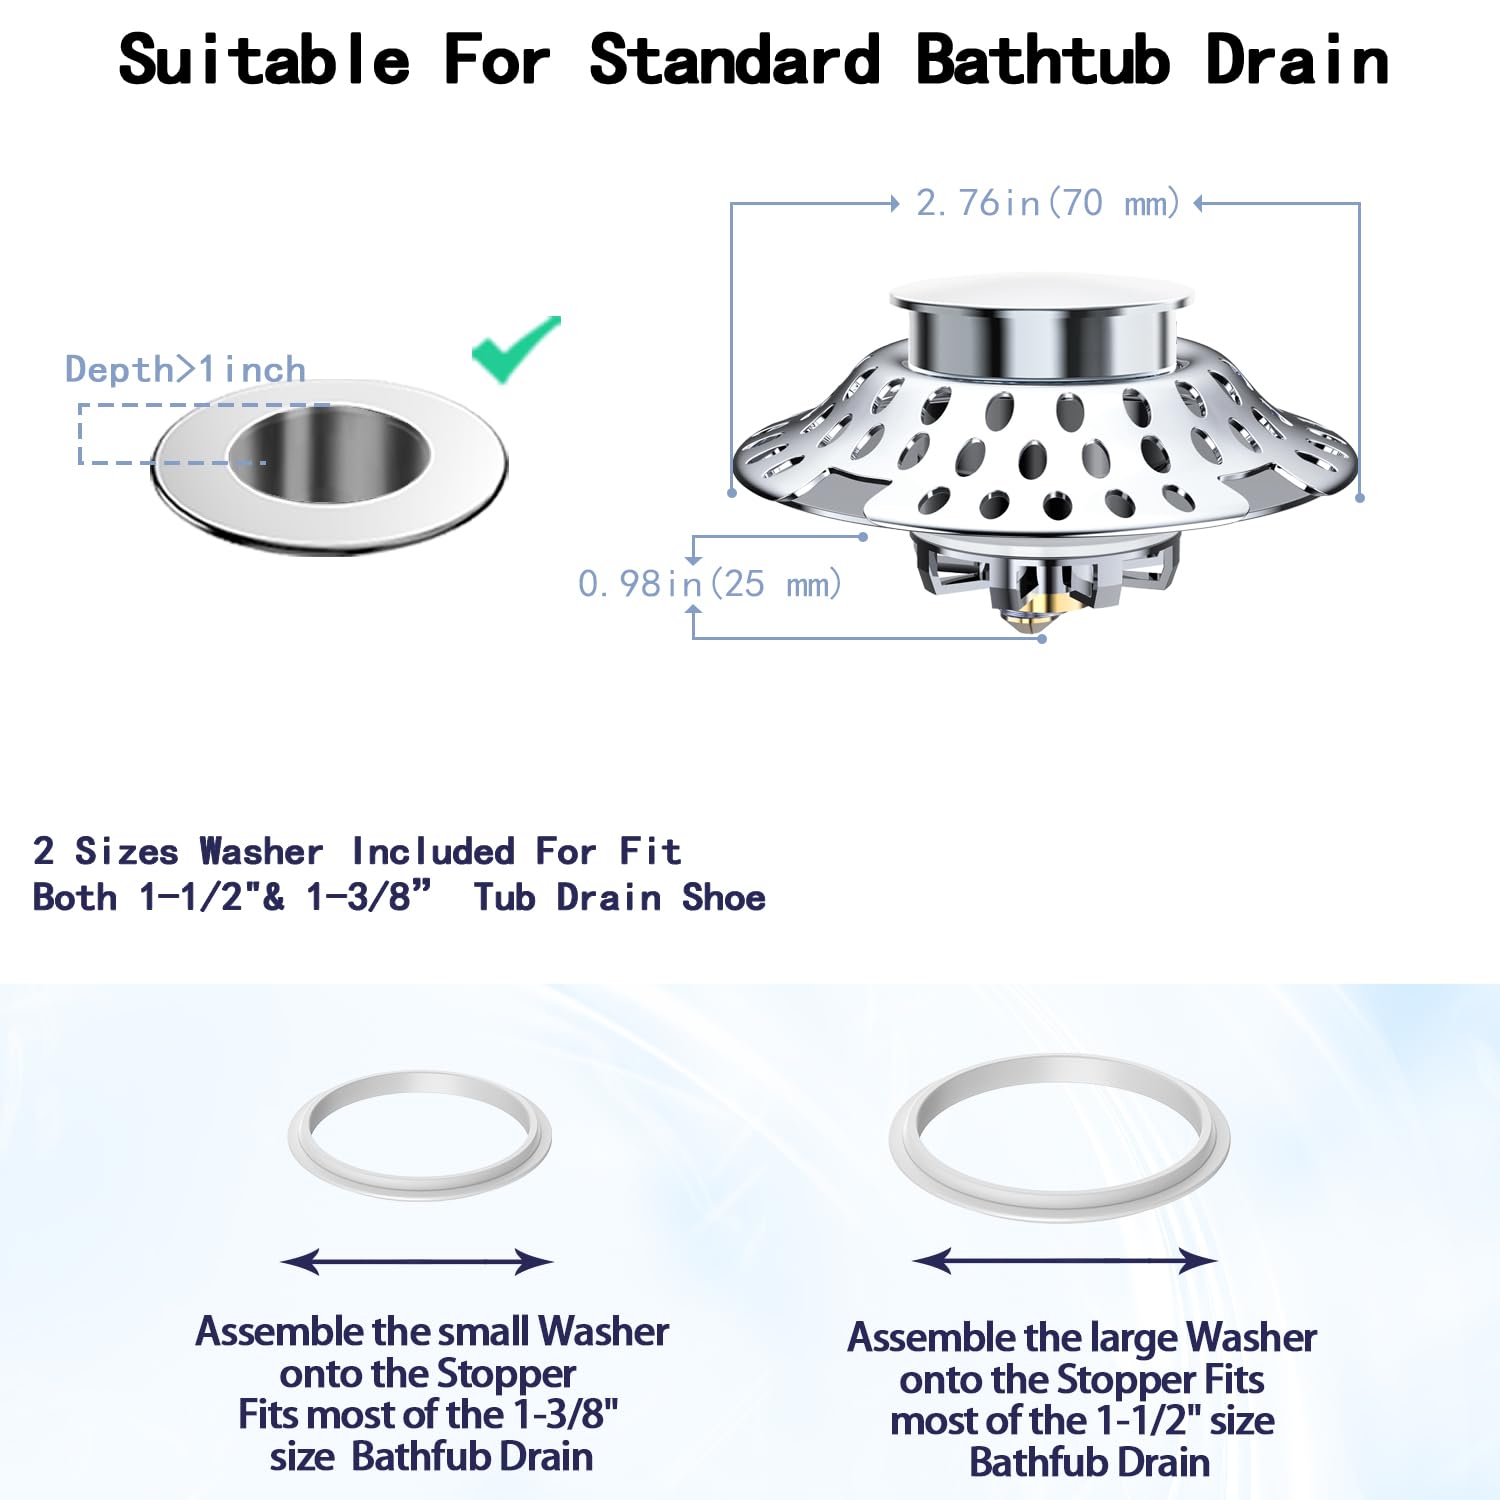 Suitable For Standard Bathtub Drain
2.76in(70 mm)
Depth>1inch
0.98in(25 mm)
2 Sizes Washer Included For Fit
Both 1-1/2"& 1-3/8” Tub Drain Shoe
Assemble the small Washer
onto the Stopper
Fits most of the 1-3/8"
size Bathfub Drain
Assemble the large Washer
onto the Stopper Fits
most of the 1-1/2" size
Bathfub Drain